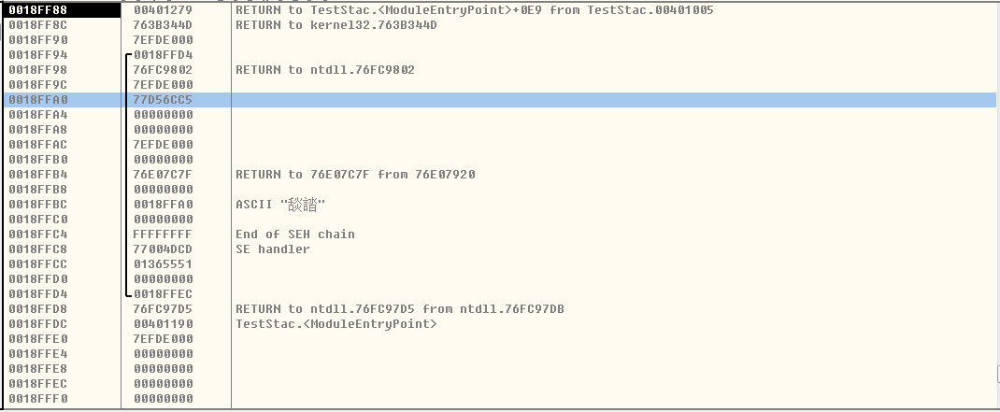 0018FF88 00401279 RETURN to TestStac.<ModuleEntryPoint>+0E9 from TestStac.00401005
0018FF8C 763B344D RETURN to kernel32.763B344D
0018FF90 7EFDE000
0018FF94 0018FFD4
0018FF98 76FC9802 RETURN to ntdll.76FC9802
0018FF9C 7EFDE000
0018FFA0 77D56CC5
0018FFA4 00000000
0018FFA8 00000000
0018FFAC 7EFDE000
0018FFB0 00000000
0018FFB4 76E07C7F RETURN to 76E07C7F from 76E07920
0018FFB8 00000000
0018FFBC 0018FFA0 ASCII
0018FFC0 00000000
0018FFC4 FFFFFFFF End of SEH chain
0018FFC8 77004DCD SE handler
0018FFCC 01365551
0018FFD0 00000000
0018FFD4 0018FFEC
0018FFD8 76FC97D5 RETURN to ntdll.76FC97D5 from ntdll.76FC97DB
0018FFDC 00401190 TestStac.<ModuleEntryPoint>
0018FFE0 7EFDE000
0018FFE4 00000000
0018FFE8 00000000
0018FFEC 00000000
0018FFF0 00000000